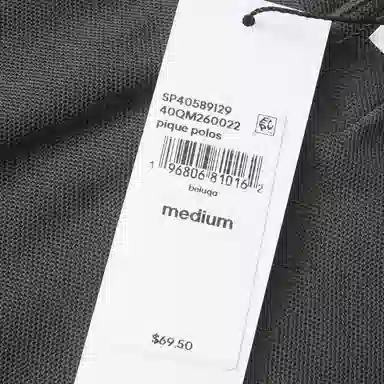 SP40589129
40QM260022
pique polos
1 96806 81016 2
beluga
medium
$69.50